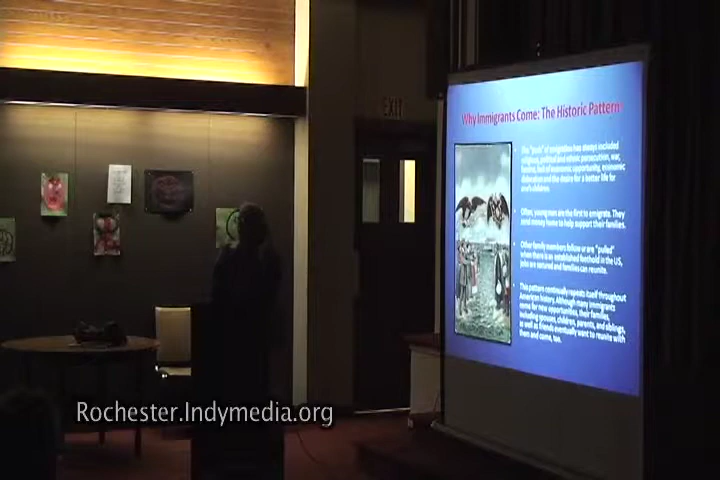 EXIT
Why Immigrants Come: The Historic Pattern
The "push" of emigration has always included
religious, political and ethnic persecution, war,
famine, lack of economic opportunity, economic
dislocation and the desire for a better life for
one's children.
Often, young men are the first to emigrate. They
send money home to help support their families.
Other family members follow or are "pulled"
when there is an established foothold in the US,
jobs are secured and families can reunite.
This pattern continually repeats itself throughout
American history. Although many immigrants
come for new opportunities, their families,
including spouses, children, parents, and siblings,
as well as friends eventually want to reunite with
them and come, too.
Rochester.Indymedia.org